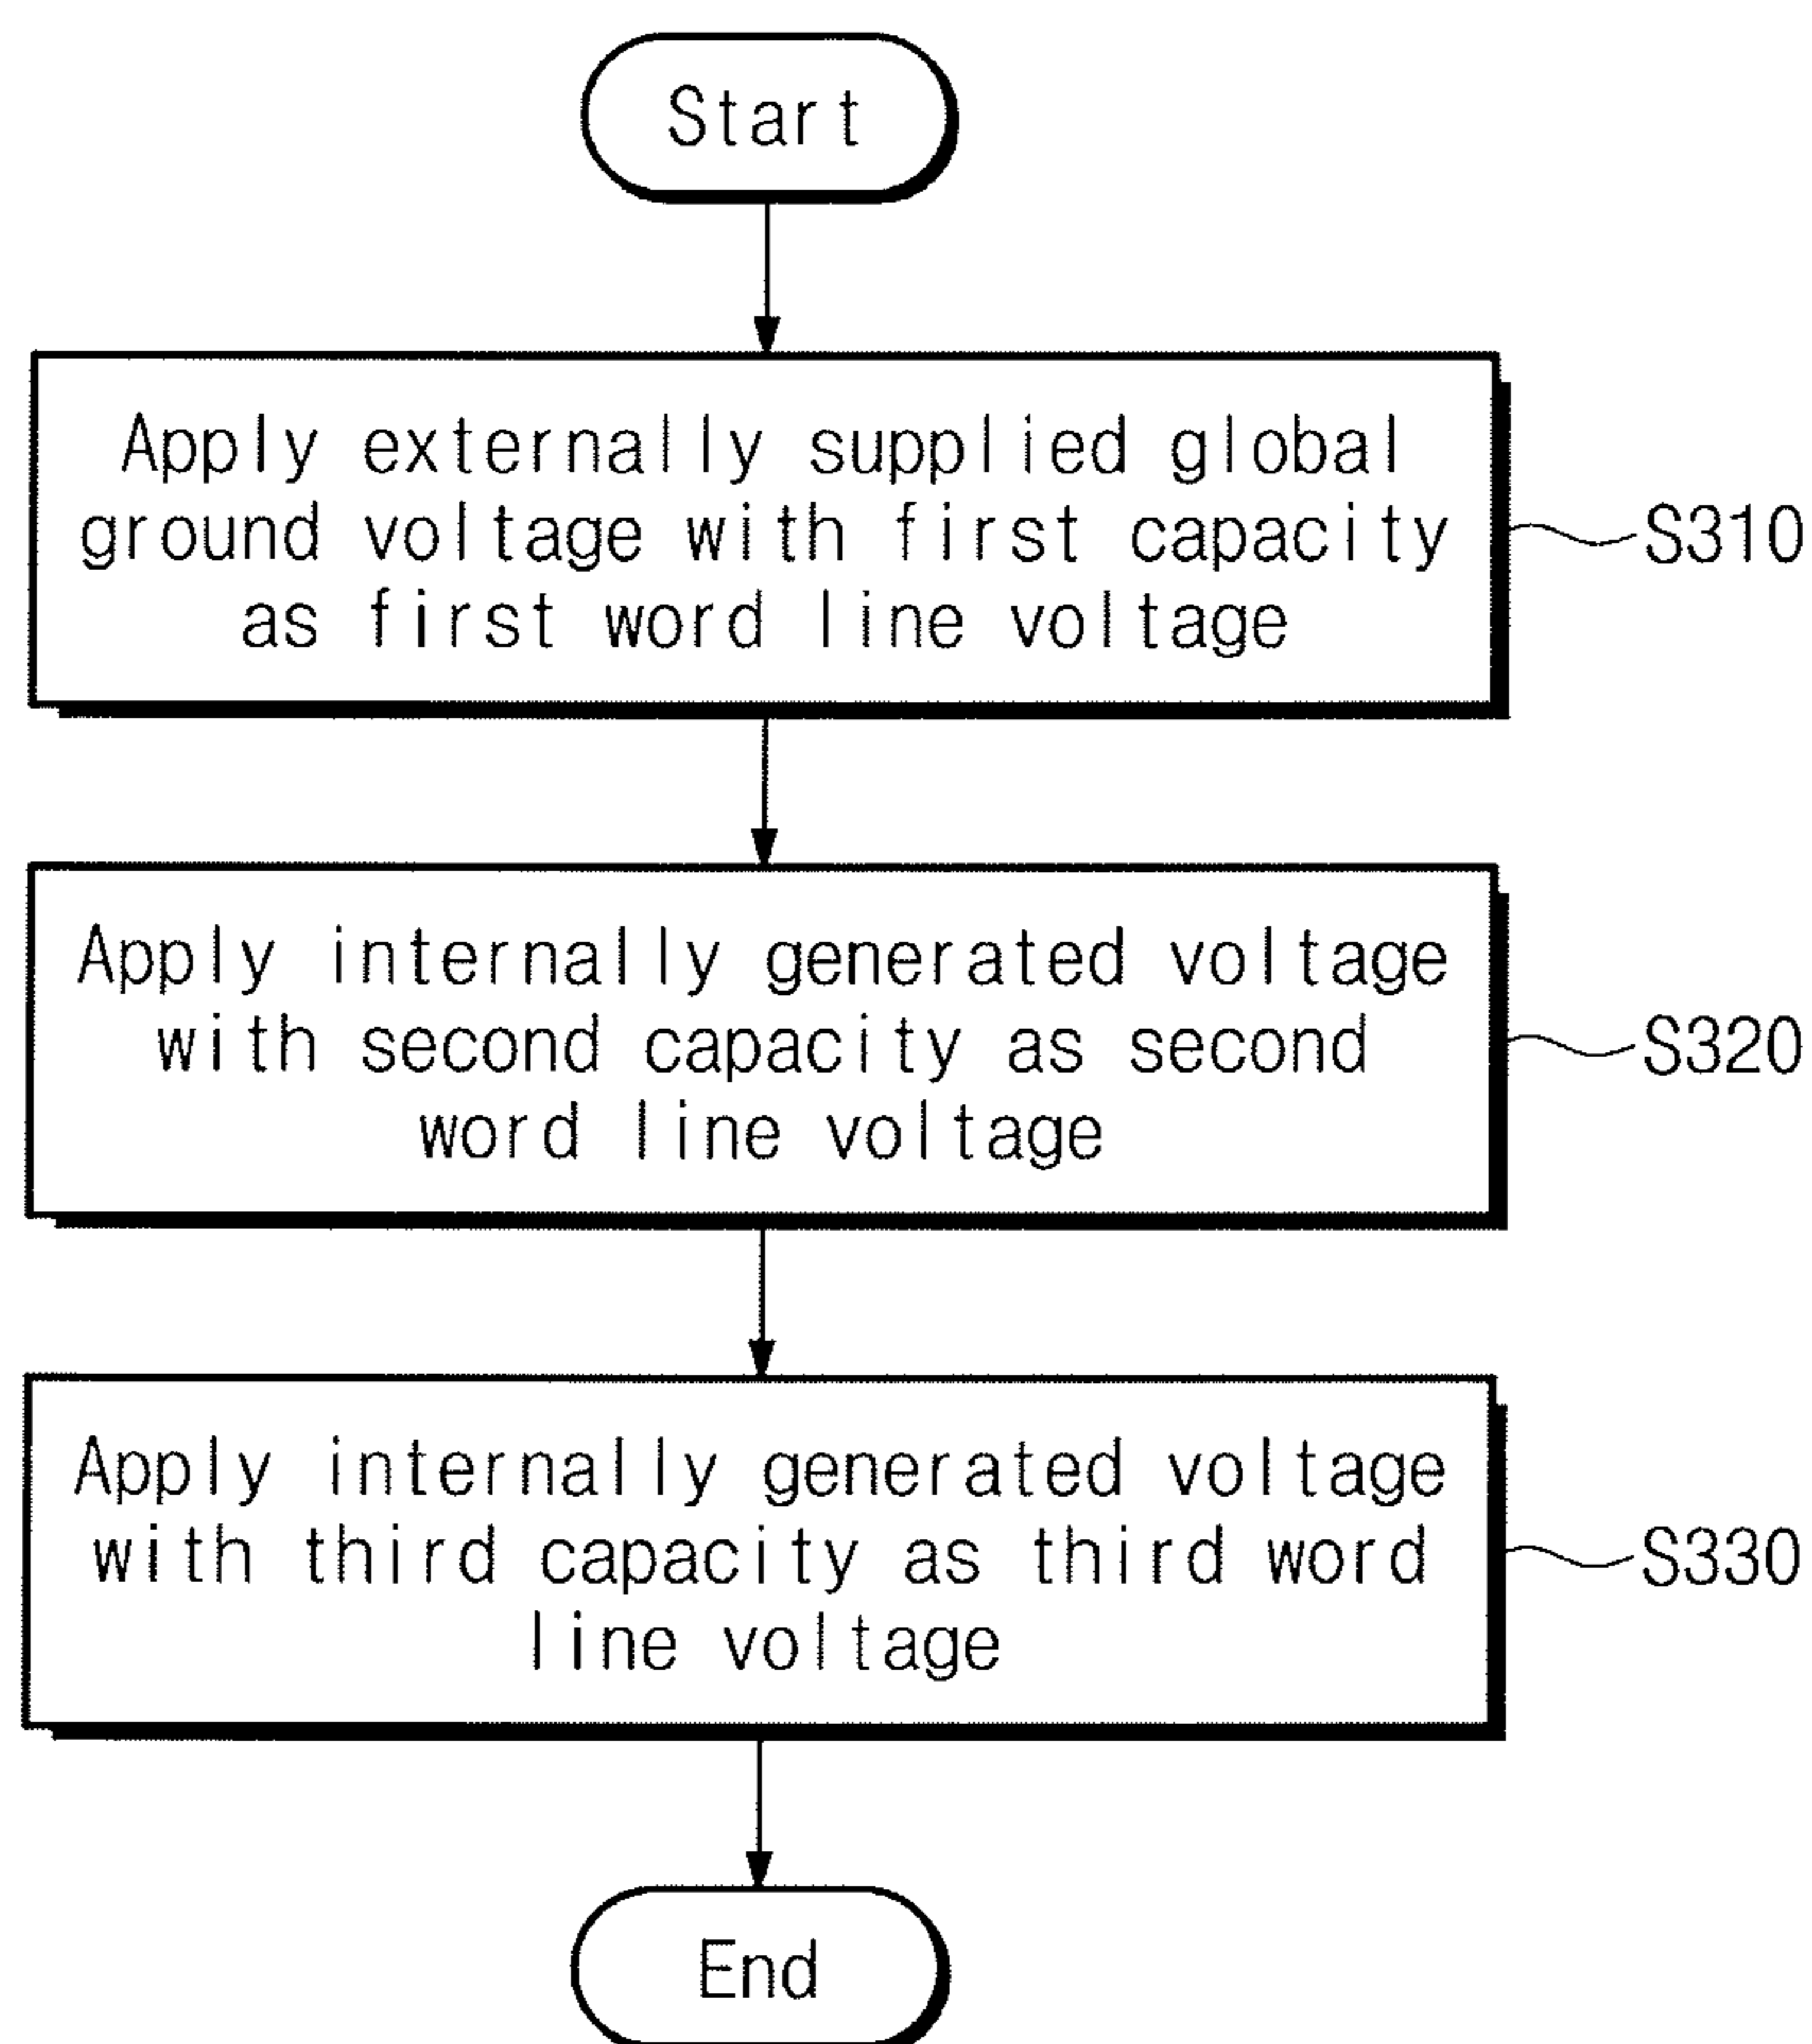 Start
Apply externally supplied global
ground voltage with first capacity
as first word line voltage
S310
Apply internally generated voltage
with second capacity as second
word line voltage
S320
Apply internally generated voltage
with third capacity as third word
line voltage
S330
End